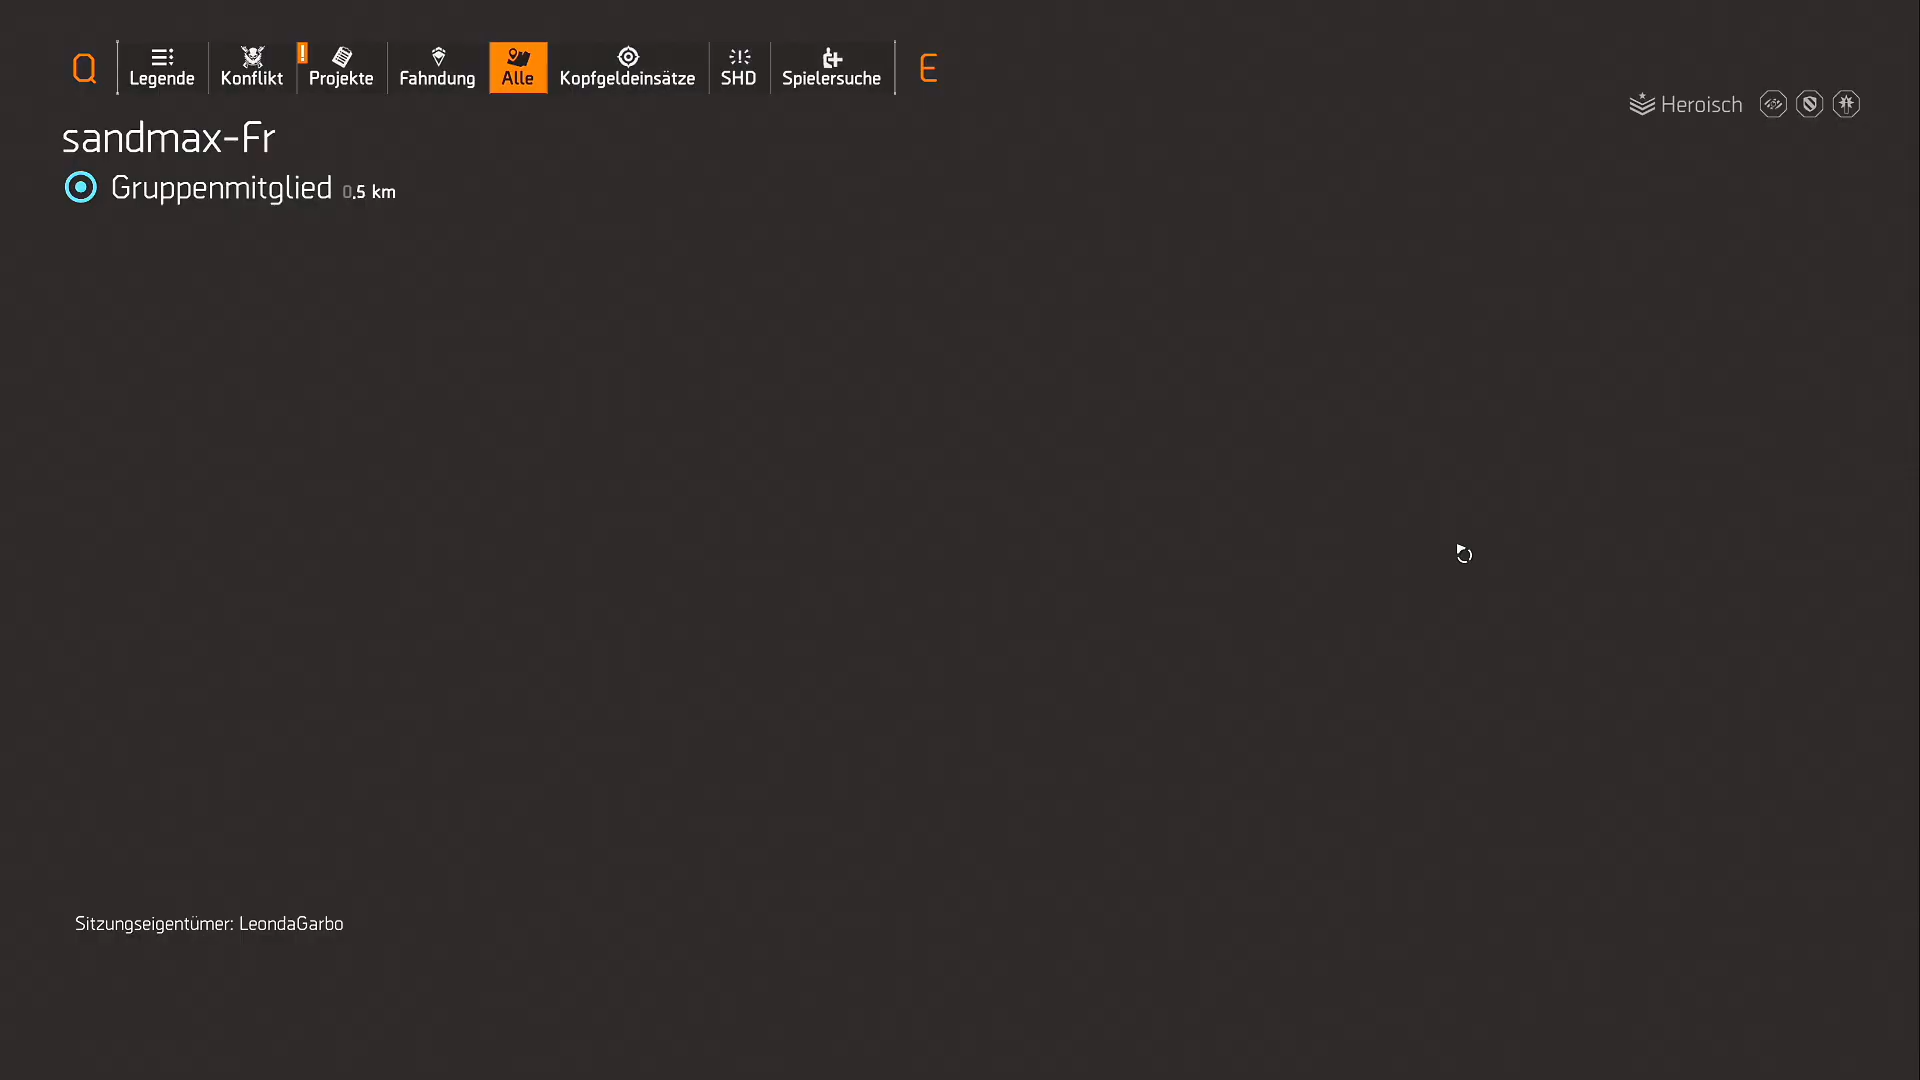 Q Legende Konflikt ! Projekte Fahndung Alle Kopfgeldeinsätze SHD Spielersuche E
Heroisch
sandmax-Fr
Gruppenmitglied 0.5 km
Sitzungseigentümer: LeondaGarbo